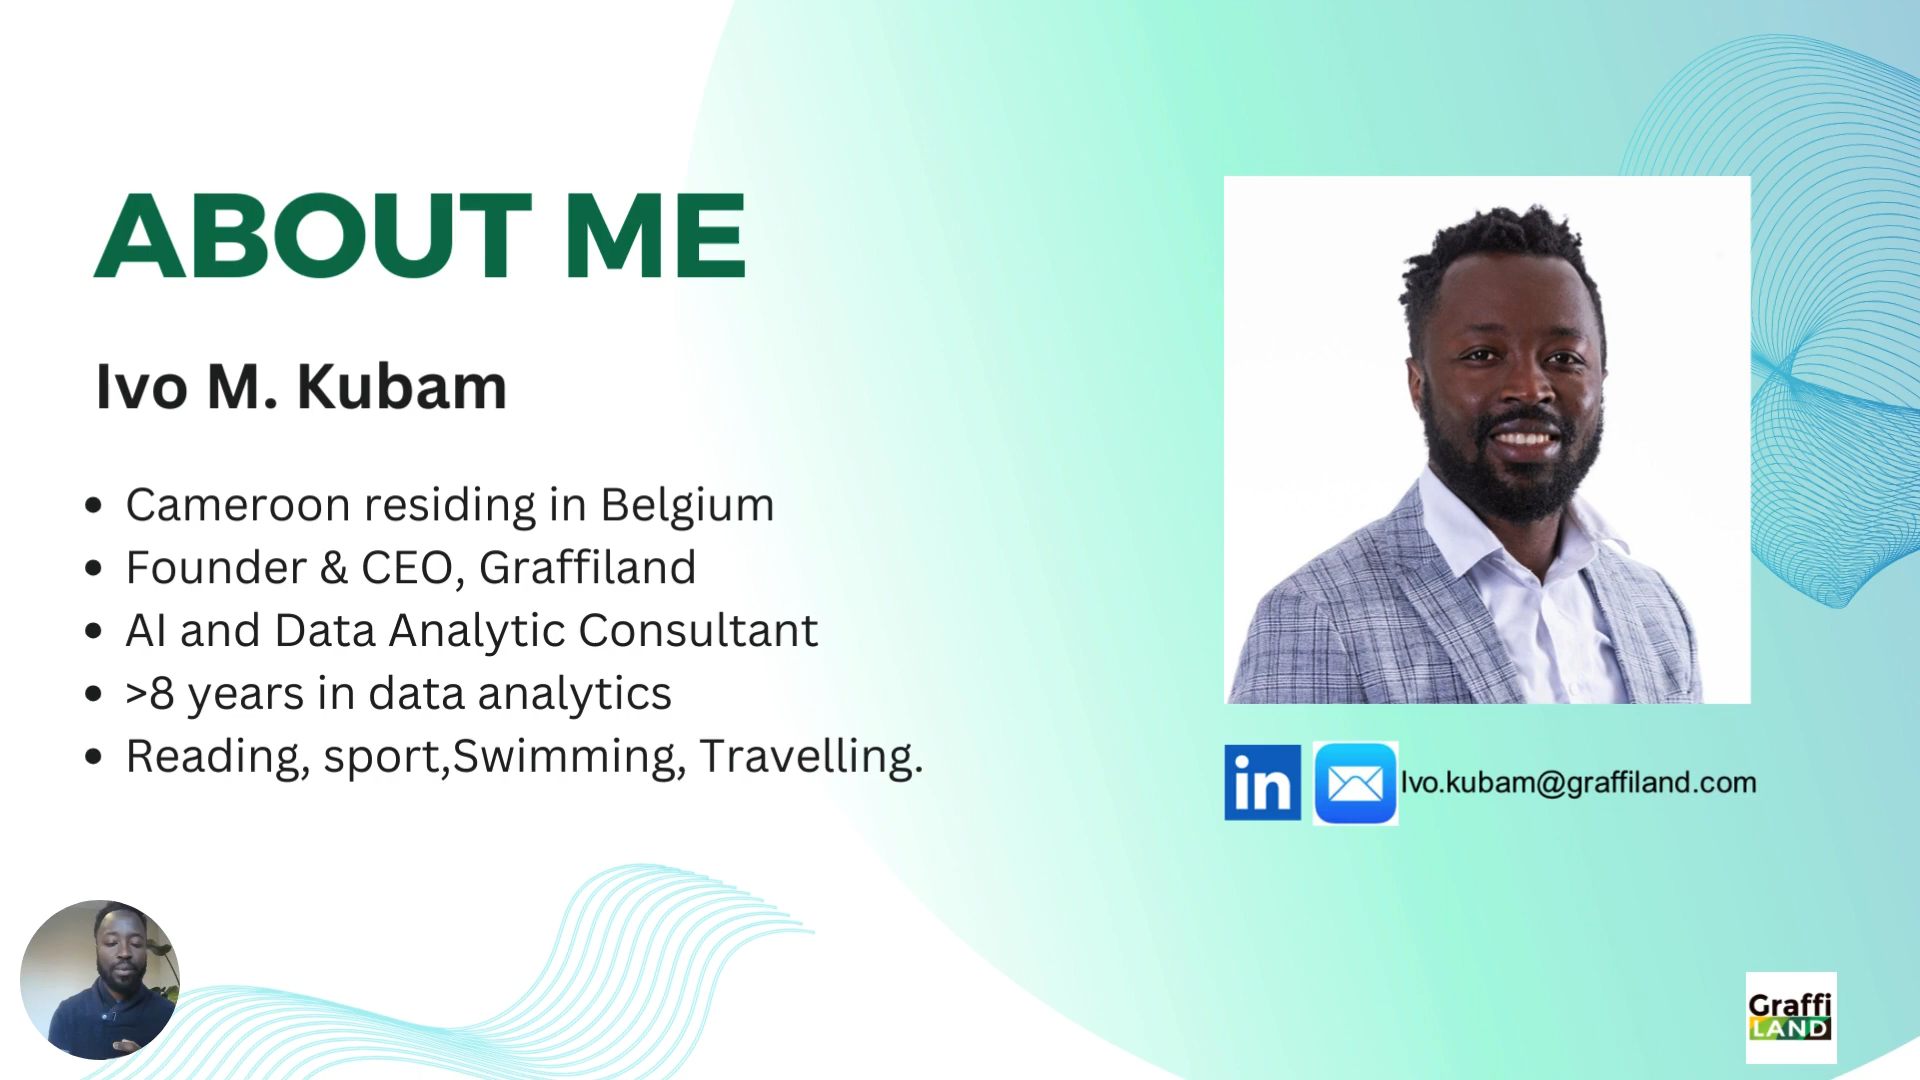 ABOUT ME
Ivo M. Kubam
• Cameroon residing in Belgium
• Founder & CEO, Graffiland
• AI and Data Analytic Consultant
• >8 years in data analytics
• Reading, sport,Swimming, Travelling.
in
Ivo.kubam@graffiland.com
Graffi
LAND